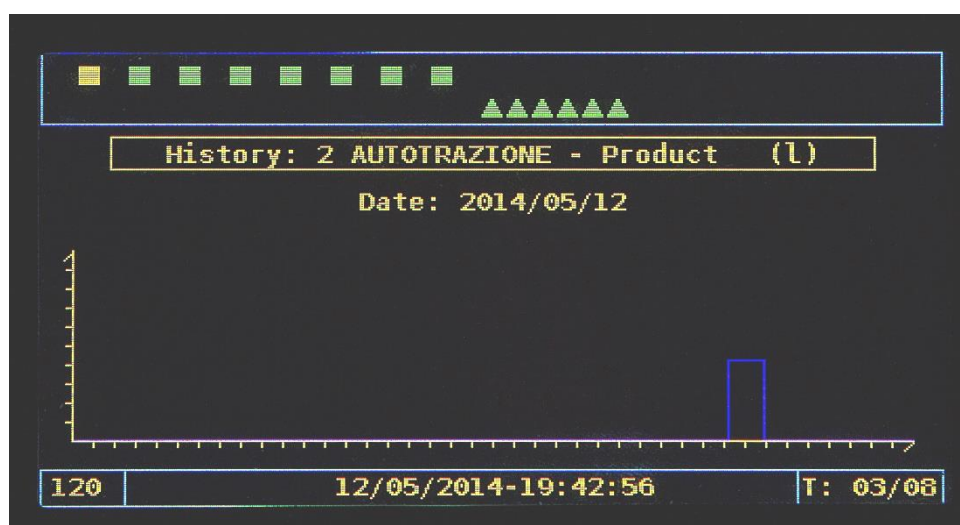 History: 2 AUTOTRAZIONE - Product (l)
Date: 2014/05/12
120
12/05/2014-19:42:56
T: 03/08